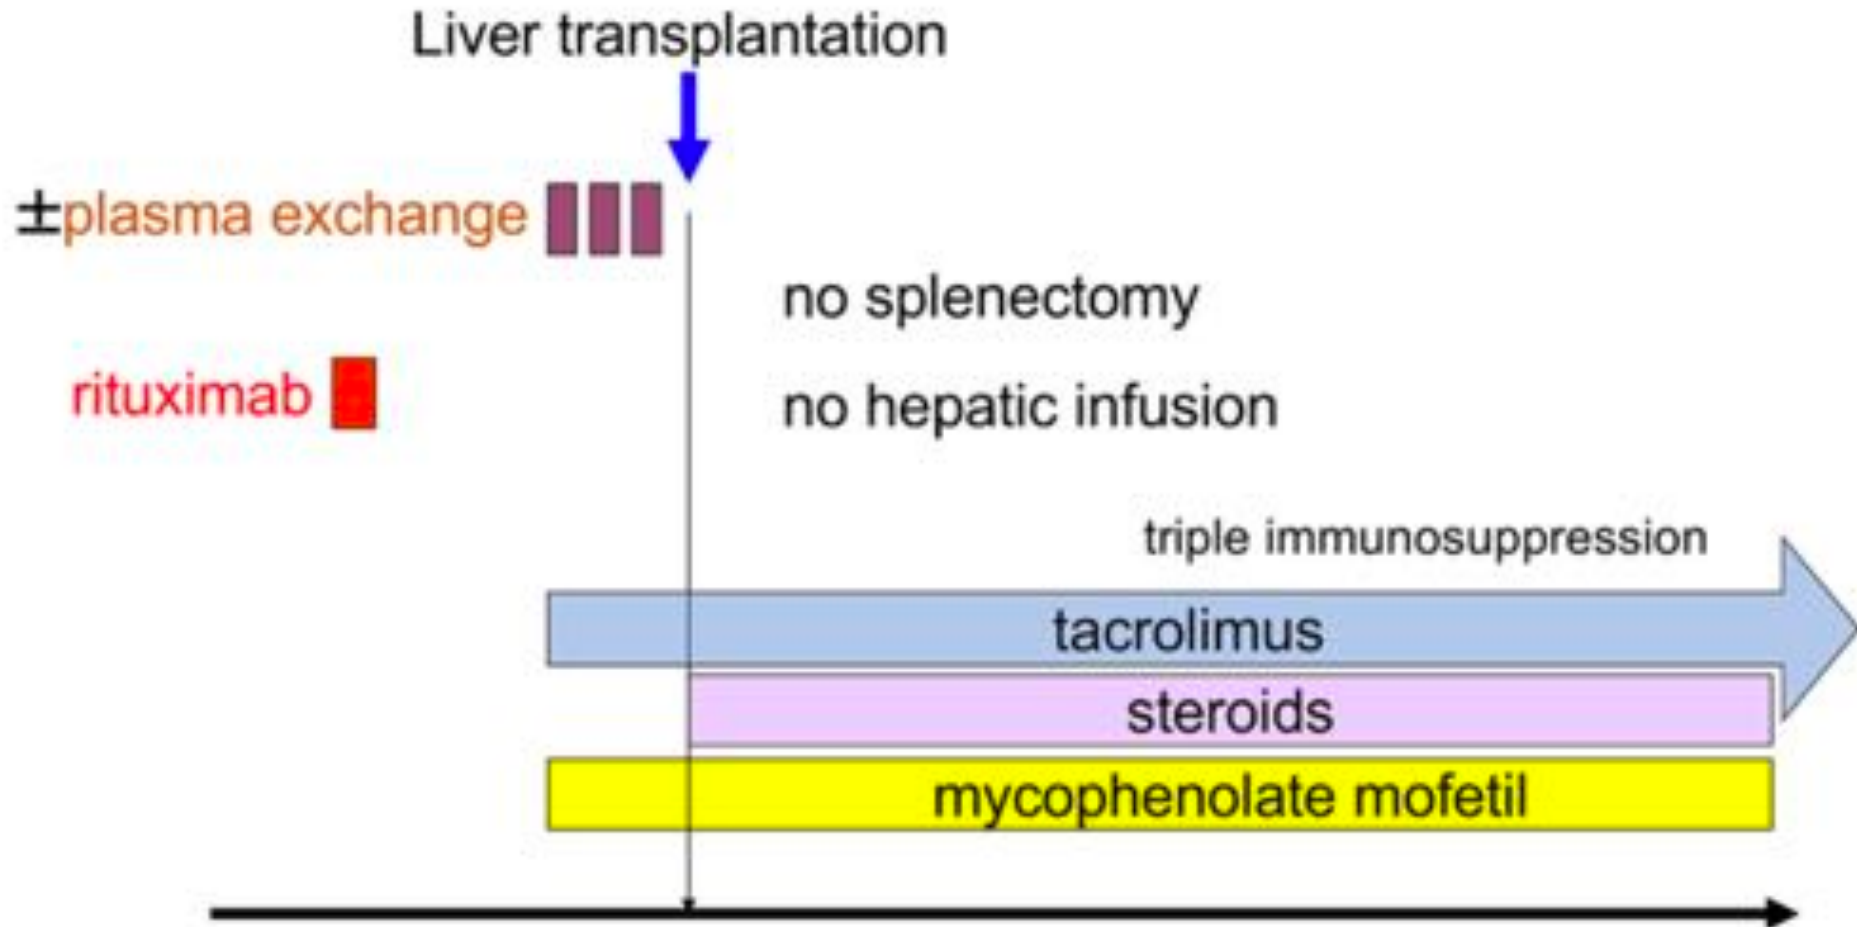 Liver transplantation
±plasma exchange
no splenectomy
rituximab
no hepatic infusion
triple immunosuppression
tacrolimus
steroids
mycophenolate mofetil